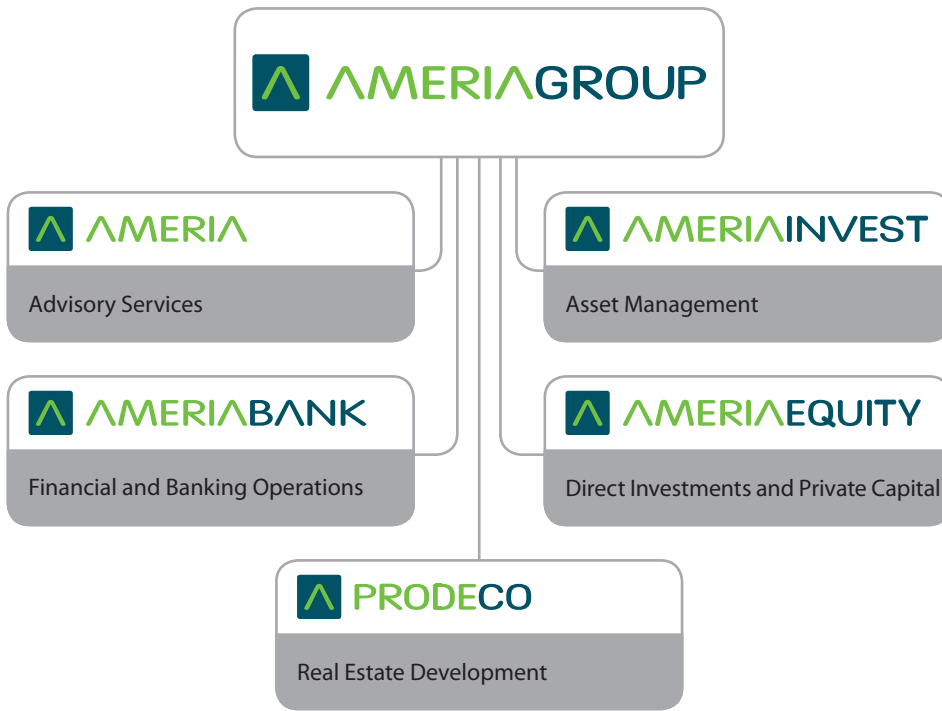 AMERIAGROUP
AMERIA
Advisory Services
AMERIAINVEST
Asset Management
AMERIABANK
Financial and Banking Operations
AMERIAEQUITY
Direct Investments and Private Capital
PRODECO
Real Estate Development